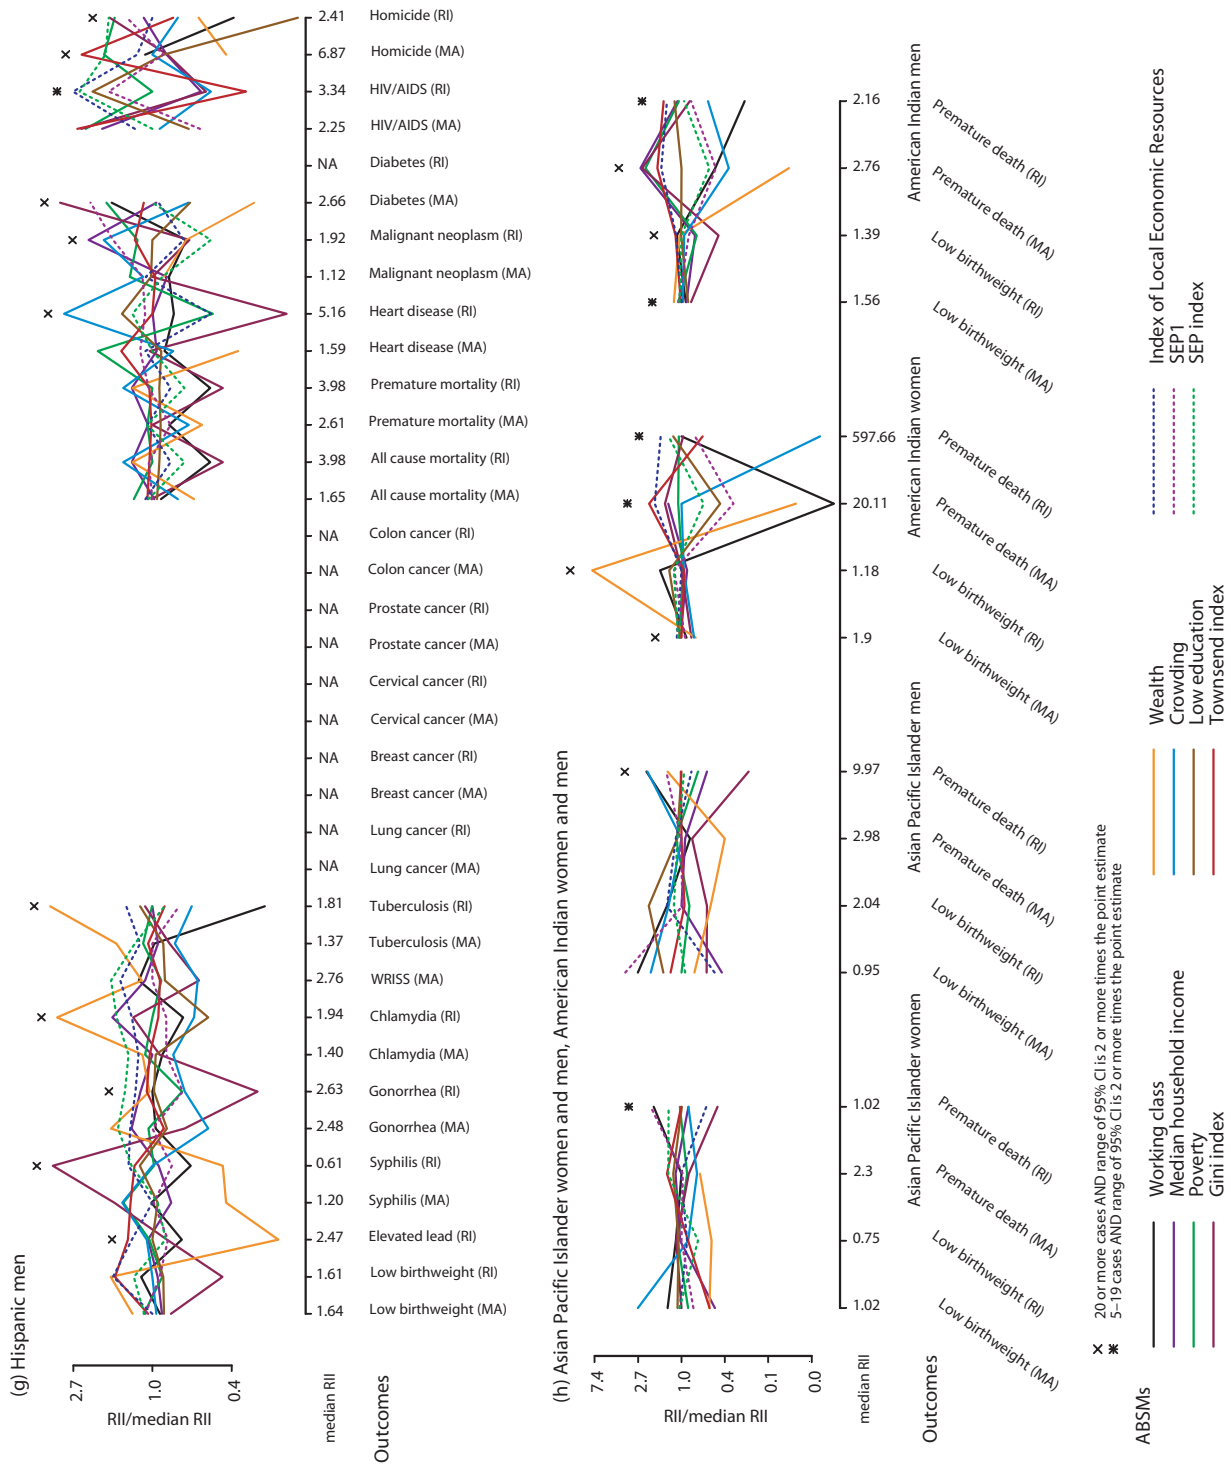 (g) Hispanic men
2.7
1.0
0.4
RII/median RII
median RII
1.64
1.61
2.47
1.20
0.61
2.48
2.63
1.40
1.94
2.76
1.37
1.81
NA
NA
NA
NA
NA
NA
NA
NA
NA
NA
1.65
3.98
2.61
3.98
1.59
5.16
1.12
1.92
2.66
NA
2.25
3.34
6.87
2.41
Outcomes
Low birthweight (MA)
Low birthweight (RI)
Elevated lead (RI)
Syphilis (MA)
Syphilis (RI)
Gonorrhea (MA)
Gonorrhea (RI)
Chlamydia (MA)
Chlamydia (RI)
WRISS (MA)
Tuberculosis (MA)
Tuberculosis (RI)
Lung cancer (MA)
Lung cancer (RI)
Breast cancer (MA)
Breast cancer (RI)
Cervical cancer (MA)
Cervical cancer (RI)
Prostate cancer (MA)
Prostate cancer (RI)
Colon cancer (MA)
Colon cancer (RI)
All cause mortality (MA)
All cause mortality (RI)
Premature mortality (MA)
Premature mortality (RI)
Heart disease (MA)
Heart disease (RI)
Malignant neoplasm (MA)
Malignant neoplasm (RI)
Diabetes (MA)
Diabetes (RI)
HIV/AIDS (MA)
HIV/AIDS (RI)
Homicide (MA)
Homicide (RI)
(h) Asian Pacific Islander women and men, American Indian women and men
7.4
2.7
1.0
0.4
0.1
0.0
RII/median RII
median RII
1.02
0.75
2.3
1.02
0.95
2.04
2.98
9.97
1.9
1.18
20.11
597.66
1.56
1.39
2.76
2.16
Outcomes
Asian Pacific Islander women
Asian Pacific Islander men
American Indian women
American Indian men
Low birthweight (MA)
Low birthweight (RI)
Premature death (MA)
Premature death (RI)
Low birthweight (MA)
Low birthweight (RI)
Premature death (MA)
Premature death (RI)
Low birthweight (MA)
Low birthweight (RI)
Premature death (MA)
Premature death (RI)
Low birthweight (MA)
Low birthweight (RI)
Premature death (MA)
Premature death (RI)
× 20 or more cases AND range of 95% CI is 2 or more times the point estimate
✱ 5–19 cases AND range of 95% CI is 2 or more times the point estimate
ABSMs
Working class
Median household income
Poverty
Gini index
Wealth
Crowding
Low education
Townsend index
Index of Local Economic Resources
SEP1
SEP index